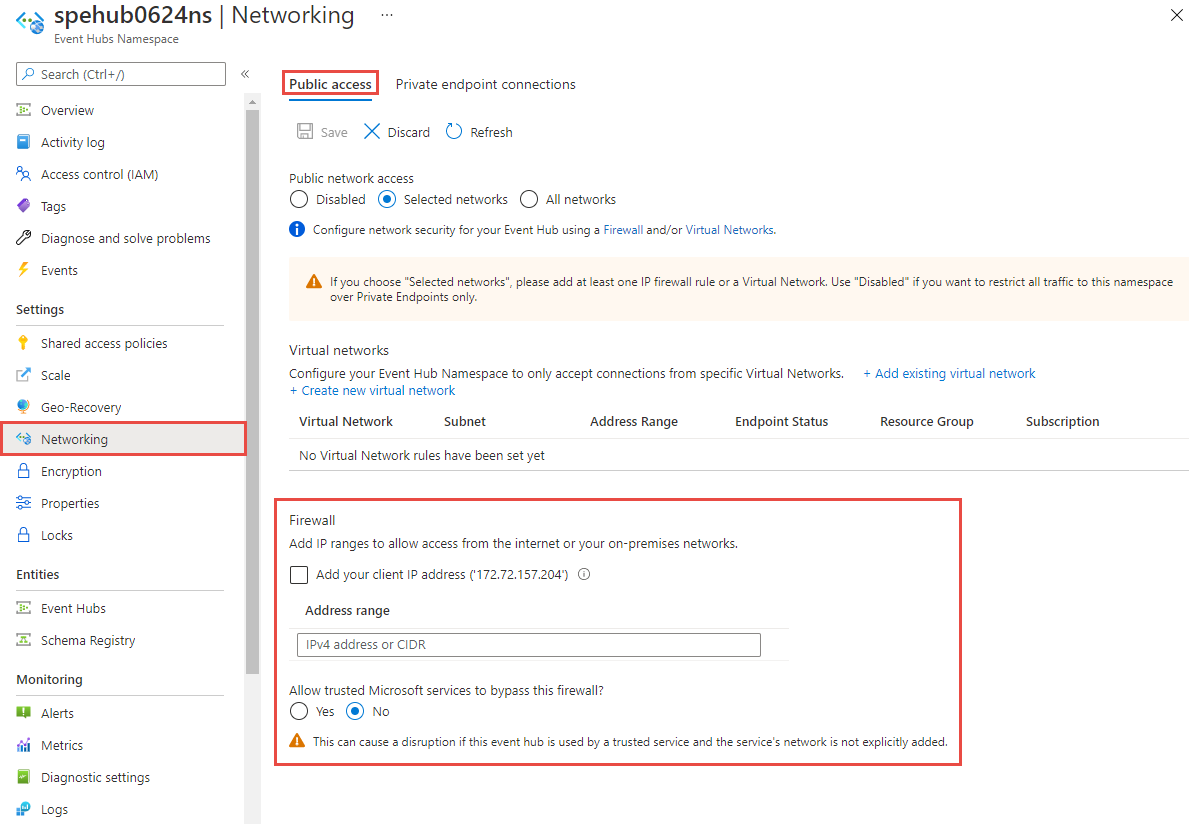 spehub0624ns | Networking ...
Event Hubs Namespace
Search (Ctrl+/)
«
Overview
Activity log
Access control (IAM)
Tags
Diagnose and solve problems
Events
Settings
Shared access policies
Scale
Geo-Recovery
Networking
Encryption
Properties
Locks
Entities
Event Hubs
Schema Registry
Monitoring
Alerts
Metrics
Diagnostic settings
Logs
Public access Private endpoint connections
Save Discard Refresh
Public network access
Disabled Selected networks All networks
Configure network security for your Event Hub using a Firewall and/or Virtual Networks.
If you choose "Selected networks", please add at least one IP firewall rule or a Virtual Network. Use "Disabled" if you want to restrict all traffic to this namespace
over Private Endpoints only.
Virtual networks
Configure your Event Hub Namespace to only accept connections from specific Virtual Networks. + Add existing virtual network
+ Create new virtual network
Virtual Network Subnet Address Range Endpoint Status Resource Group Subscription
No Virtual Network rules have been set yet
Firewall
Add IP ranges to allow access from the internet or your on-premises networks.
Add your client IP address ('172.72.157.204')
Address range
IPv4 address or CIDR
Allow trusted Microsoft services to bypass this firewall?
Yes No
This can cause a disruption if this event hub is used by a trusted service and the service's network is not explicitly added.